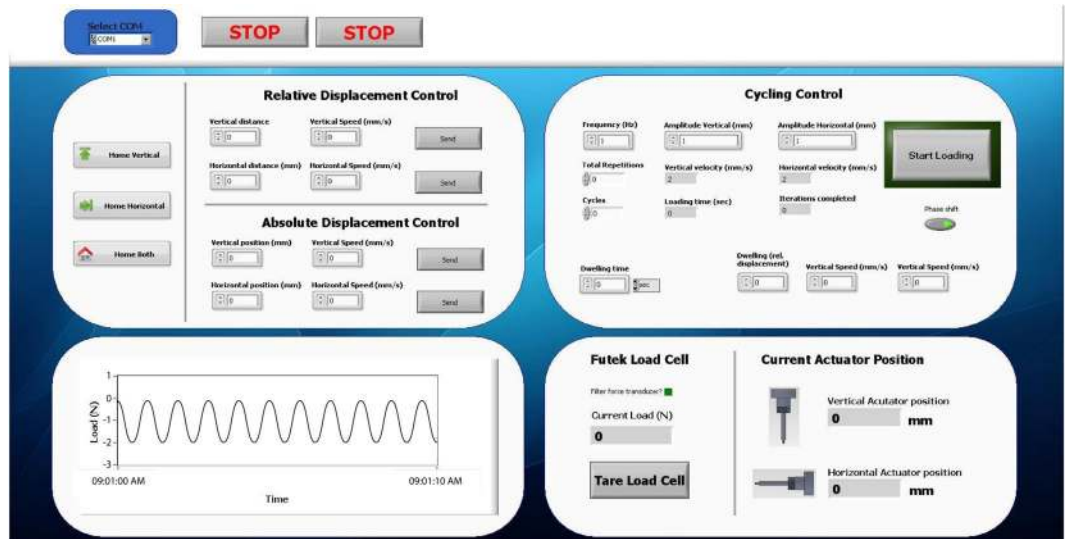 Select COM
COM1
STOP
STOP
Home Vertical
Home Horizontal
Home Both
Relative Displacement Control
Vertical distance
Vertical Speed (mm/s)
0
0
Send
Horizontal distance (mm)
Horizontal Speed (mm/s)
0
0
Send
Absolute Displacement Control
Vertical position (mm)
Vertical Speed (mm/s)
0
0
Send
Horizontal position (mm)
Horizontal Speed (mm/s)
0
0
Send
Cycling Control
Frequency (Hz)
Amplitude Vertical (mm)
Amplitude Horizontal (mm)
1
1
1
Start Loading
Total Repetitions
Vertical velocity (mm/s)
Horizontal velocity (mm/s)
0
2
2
Cycles
Loading time (sec)
Iterations completed
0
0
0
Phase shift
Dwelling time
0
sec
Dwelling (rel.
displacement)
Vertical Speed (mm/s)
Vertical Speed (mm/s)
0
0
0
1
0
-1
-2
-3
Load (N)
09:01:00 AM
09:01:10 AM
Time
Futek Load Cell
Filter force transducer?
Current Load (N)
0
Tare Load Cell
Current Actuator Position
Vertical Acutator position
0
mm
Horizontal Actuator position
0
mm